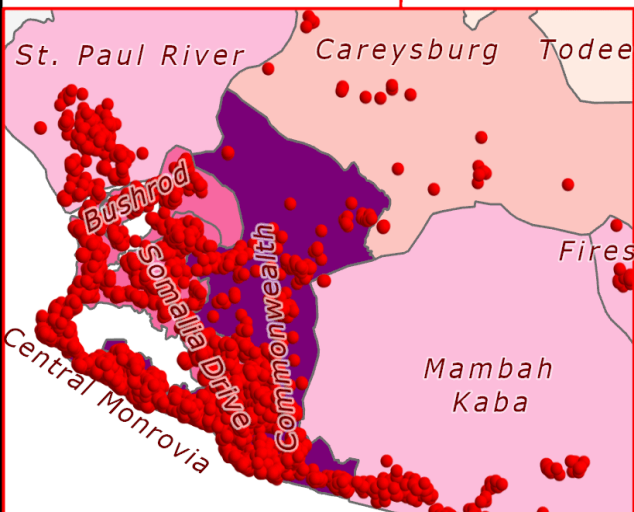 St. Paul River
Careysburg
Todee
Bushrod
Somalia Drive
Commonwealth
Fires
Central Monrovia
Mambah
Kaba